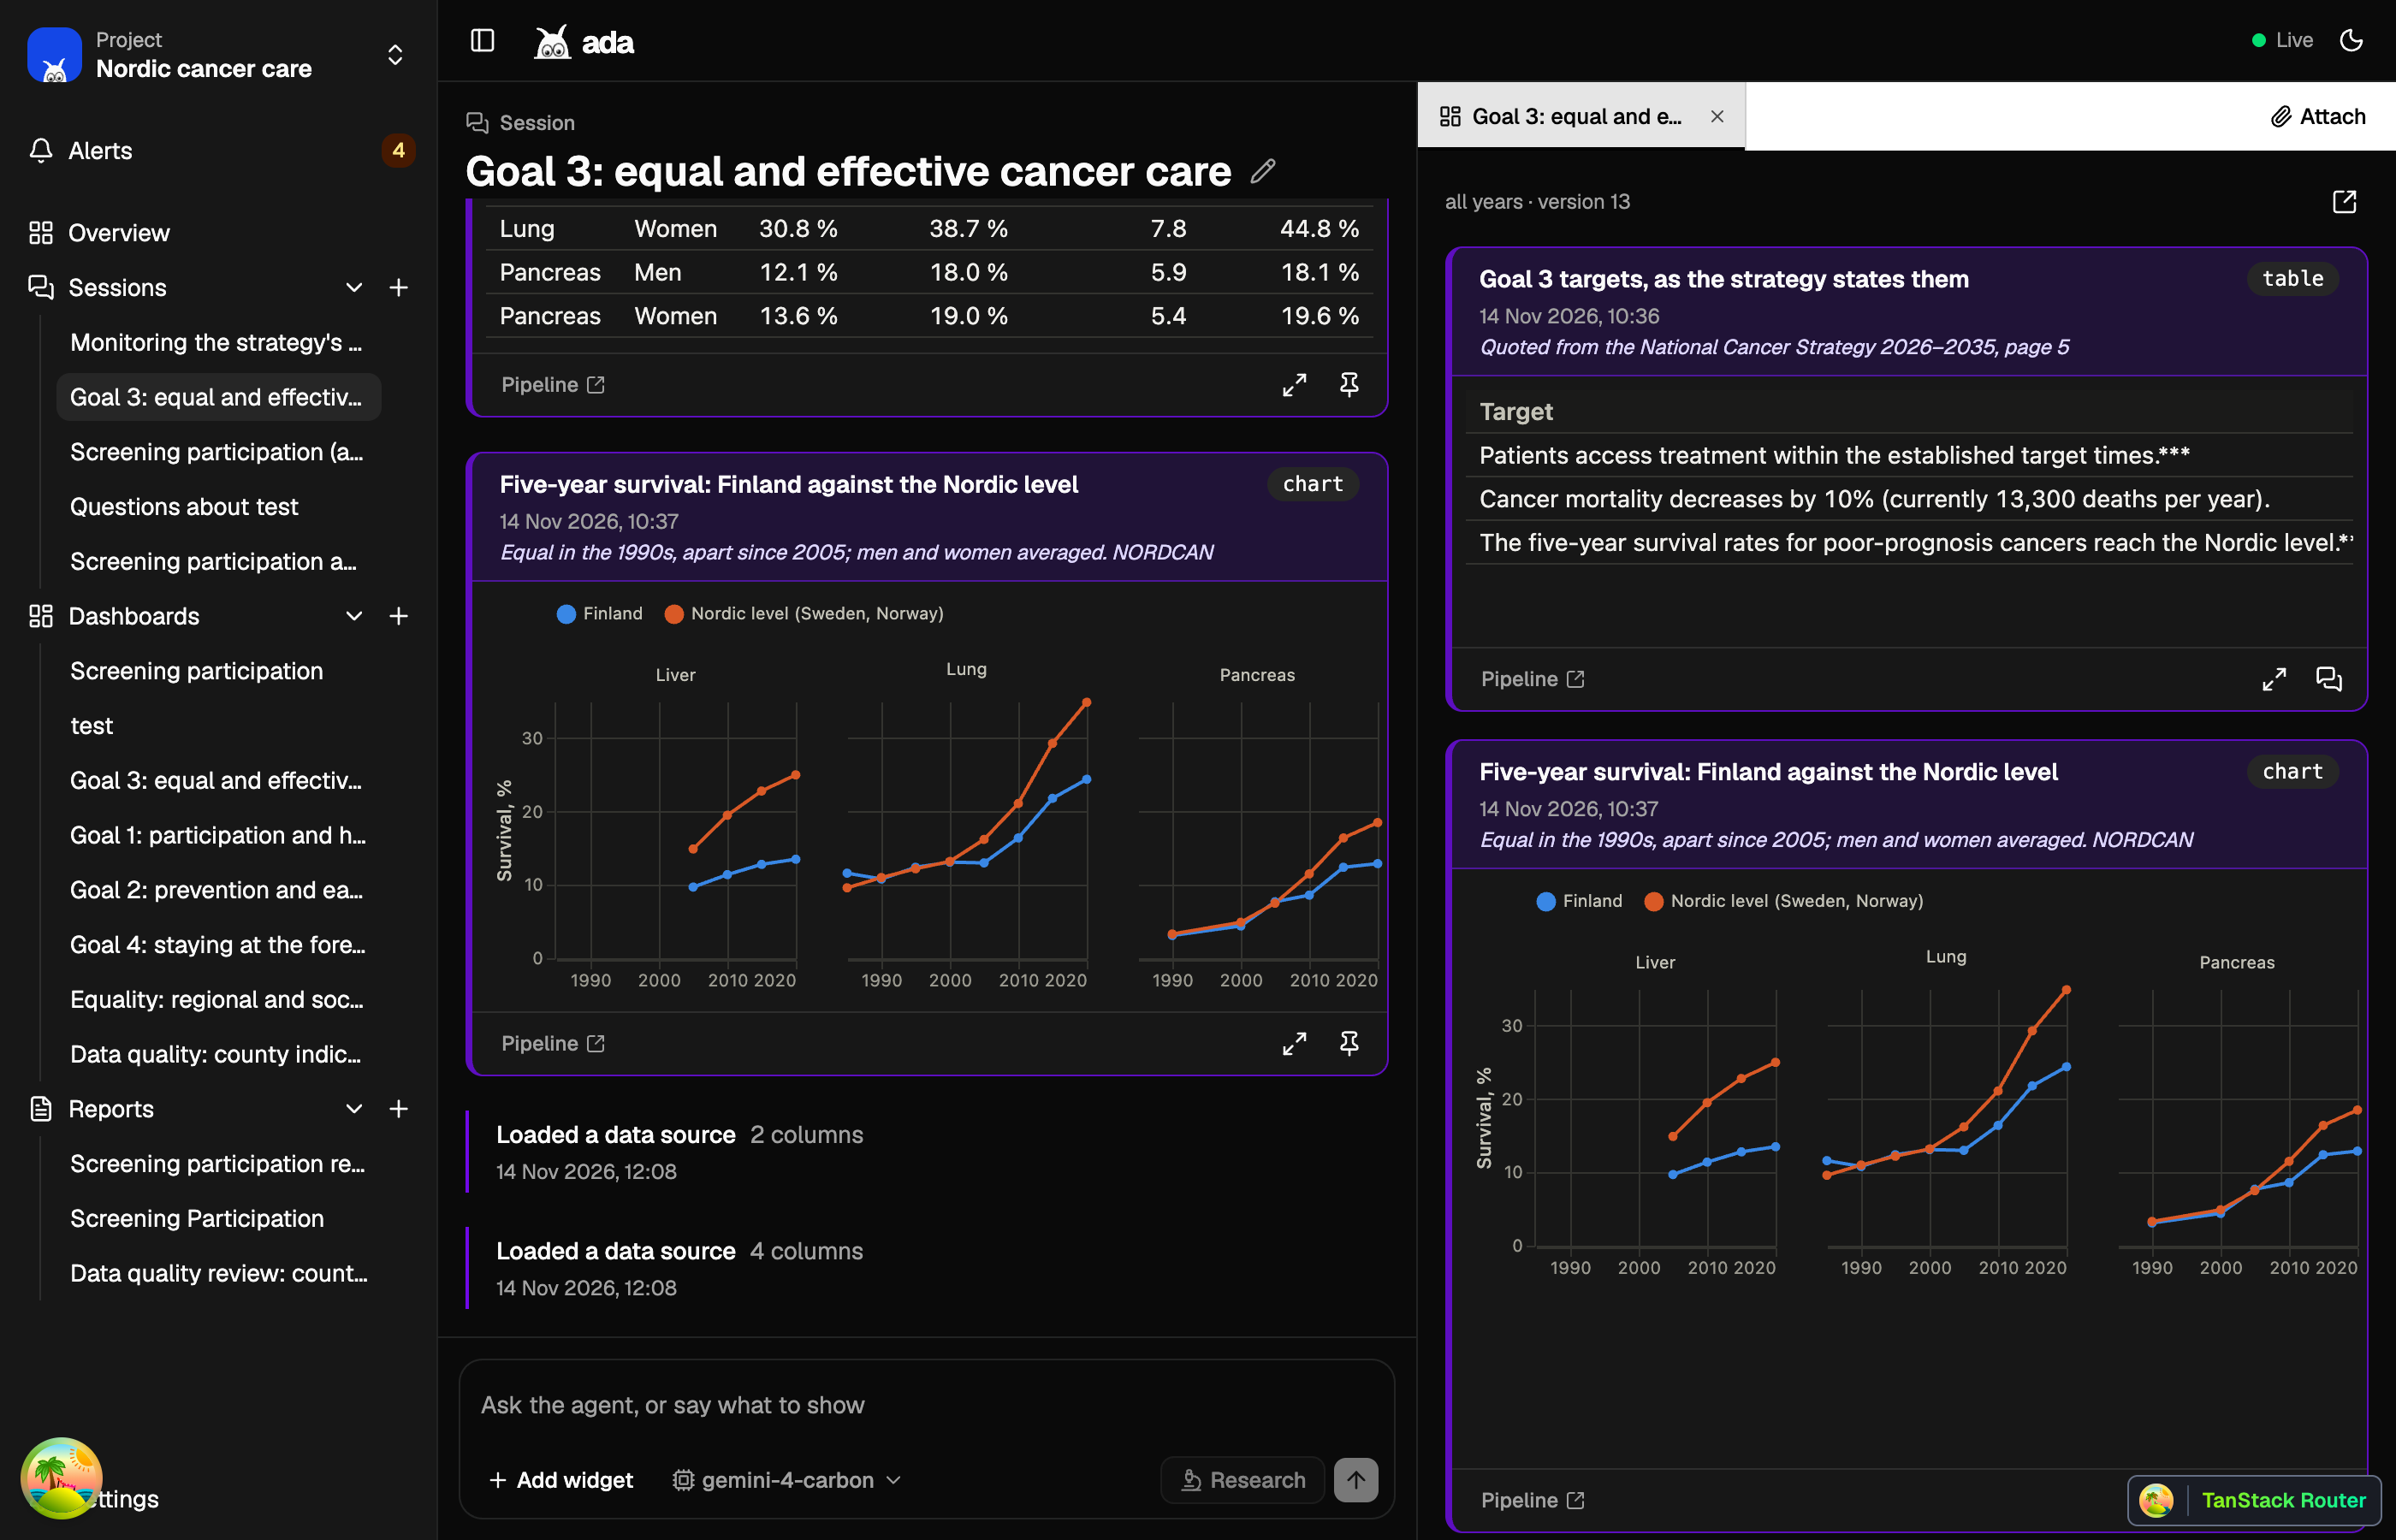 Project
Nordic cancer care
Alerts
4
Overview
Sessions
Monitoring the strategy's ...
Goal 3: equal and effectiv...
Screening participation (a...
Questions about test
Screening participation a...
Dashboards
Screening participation
test
Goal 3: equal and effectiv...
Goal 1: participation and h...
Goal 2: prevention and ea...
Goal 4: staying at the fore...
Equality: regional and soc...
Data quality: county indic...
Reports
Screening participation re...
Screening Participation
Data quality review: count...
ettings
ada
Live
Session
Goal 3: equal and effective cancer care
Lung Women 30.8 % 38.7 % 7.8 44.8 %
Pancreas Men 12.1 % 18.0 % 5.9 18.1 %
Pancreas Women 13.6 % 19.0 % 5.4 19.6 %
Pipeline
Five-year survival: Finland against the Nordic level chart
14 Nov 2026, 10:37
Equal in the 1990s, apart since 2005; men and women averaged. NORDCAN
Finland Nordic level (Sweden, Norway)
Liver Lung Pancreas
Survival, %
30
20
10
0
1990 2000 2010 2020 1990 2000 2010 2020 1990 2000 2010 2020
Pipeline
Loaded a data source 2 columns
14 Nov 2026, 12:08
Loaded a data source 4 columns
14 Nov 2026, 12:08
Ask the agent, or say what to show
Add widget gemini-4-carbon Research
Goal 3: equal and e... Attach
all years · version 13
Goal 3 targets, as the strategy states them table
14 Nov 2026, 10:36
Quoted from the National Cancer Strategy 2026–2035, page 5
Target
Patients access treatment within the established target times.***
Cancer mortality decreases by 10% (currently 13,300 deaths per year).
The five-year survival rates for poor-prognosis cancers reach the Nordic level.*
Pipeline
Five-year survival: Finland against the Nordic level chart
14 Nov 2026, 10:37
Equal in the 1990s, apart since 2005; men and women averaged. NORDCAN
Finland Nordic level (Sweden, Norway)
Liver Lung Pancreas
Survival, %
30
20
10
0
1990 2000 2010 2020 1990 2000 2010 2020 1990 2000 2010 2020
Pipeline
TanStack Router